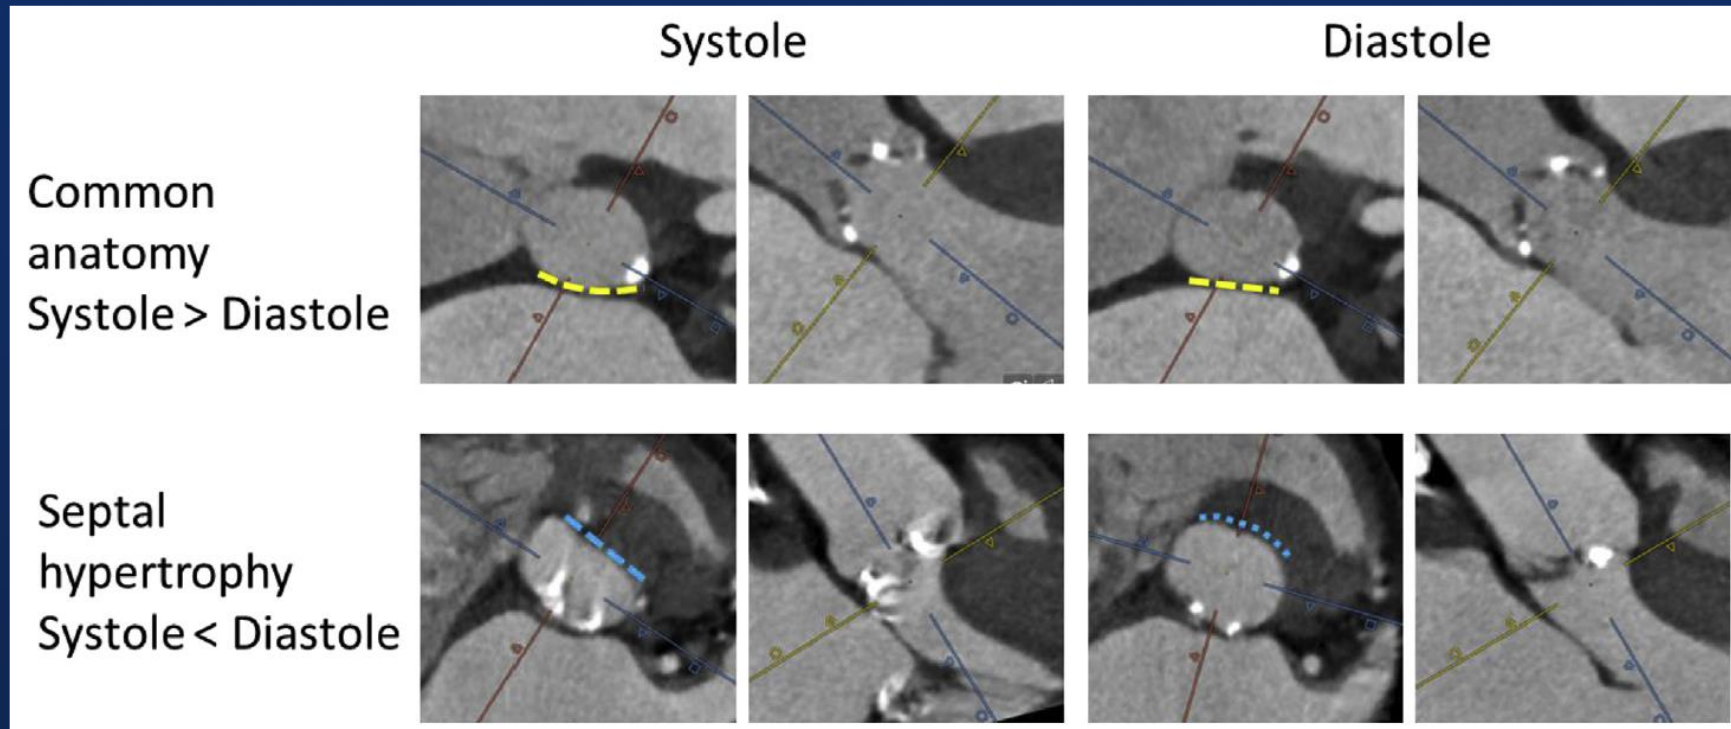 Systole
Diastole
Common
anatomy
Systole > Diastole
Septal
hypertrophy
Systole < Diastole